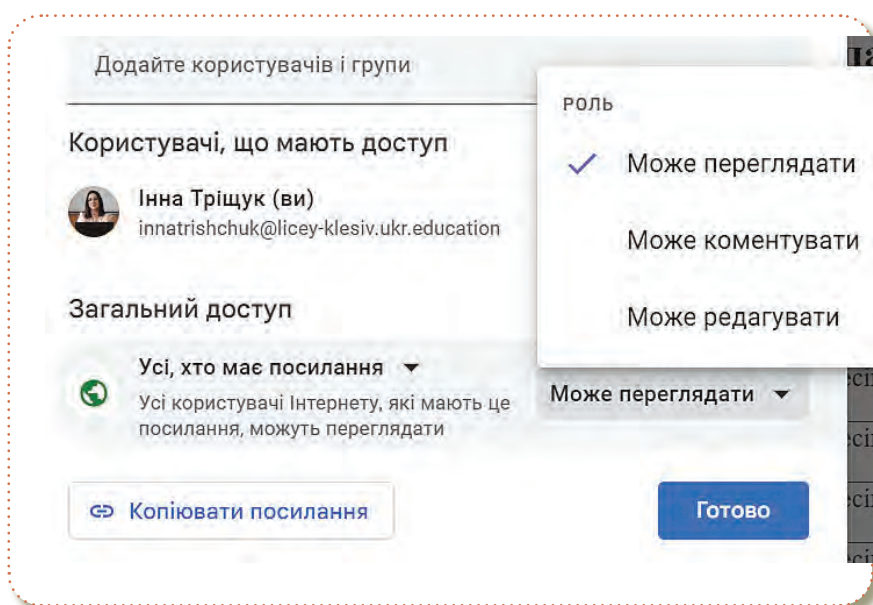 Додайте користувачів і групи
РОЛЬ
Може переглядати
Може коментувати
Може редагувати
Користувачі, що мають доступ
Інна Тріщук (ви)
innatrishchuk@licey-klesiv.ukr.education
Загальний доступ
Усі, хто має посилання
Усі користувачі Інтернету, які мають це
посилання, можуть переглядати
Може переглядати
Копіювати посилання
Готово